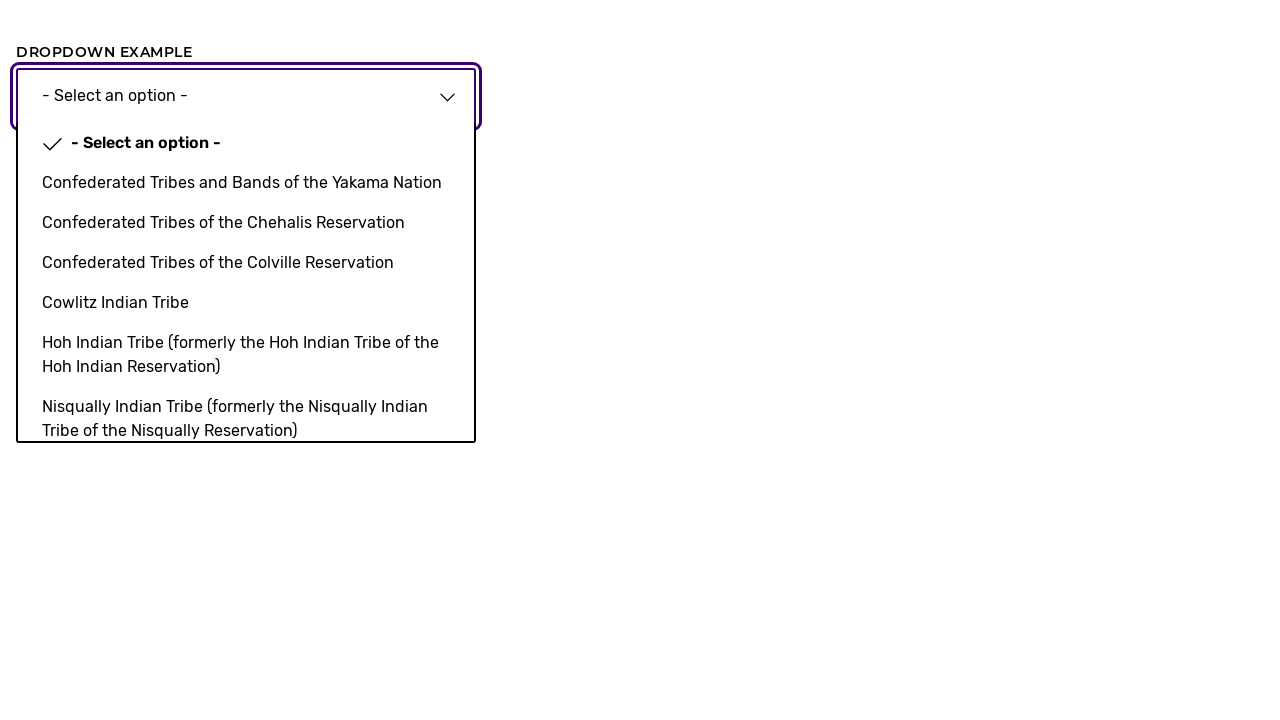 DROPDOWN EXAMPLE
- Select an option -
- Select an option -
Confederated Tribes and Bands of the Yakama Nation
Confederated Tribes of the Chehalis Reservation
Confederated Tribes of the Colville Reservation
Cowlitz Indian Tribe
Hoh Indian Tribe (formerly the Hoh Indian Tribe of the
Hoh Indian Reservation)
Nisqually Indian Tribe (formerly the Nisqually Indian
Tribe of the Nisqually Reservation)